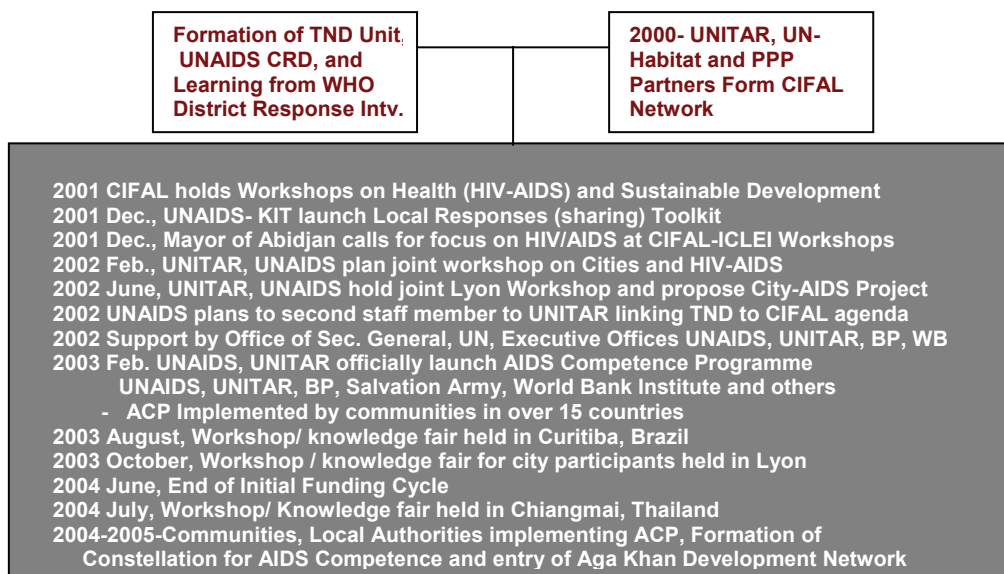 Formation of TND Unit,
UNAIDS CRD, and
Learning from WHO
District Response Intv.
2000- UNITAR, UN-
Habitat and PPP
Partners Form CIFAL
Network
2001 CIFAL holds Workshops on Health (HIV-AIDS) and Sustainable Development
2001 Dec., UNAIDS- KIT launch Local Responses (sharing) Toolkit
2001 Dec., Mayor of Abidjan calls for focus on HIV/AIDS at CIFAL-ICLEI Workshops
2002 Feb., UNITAR, UNAIDS plan joint workshop on Cities and HIV-AIDS
2002 June, UNITAR, UNAIDS hold joint Lyon Workshop and propose City-AIDS Project
2002 UNAIDS plans to second staff member to UNITAR linking TND to CIFAL agenda
2002 Support by Office of Sec. General, UN, Executive Offices UNAIDS, UNITAR, BP, WB
2003 Feb. UNAIDS, UNITAR officially launch AIDS Competence Programme
UNAIDS, UNITAR, BP, Salvation Army, World Bank Institute and others
- ACP Implemented by communities in over 15 countries
2003 August, Workshop/ knowledge fair held in Curitiba, Brazil
2003 October, Workshop / knowledge fair for city participants held in Lyon
2004 June, End of Initial Funding Cycle
2004 July, Workshop/ Knowledge fair held in Chiangmai, Thailand
2004-2005-Communities, Local Authorities implementing ACP, Formation of
Constellation for AIDS Competence and entry of Aga Khan Development Network